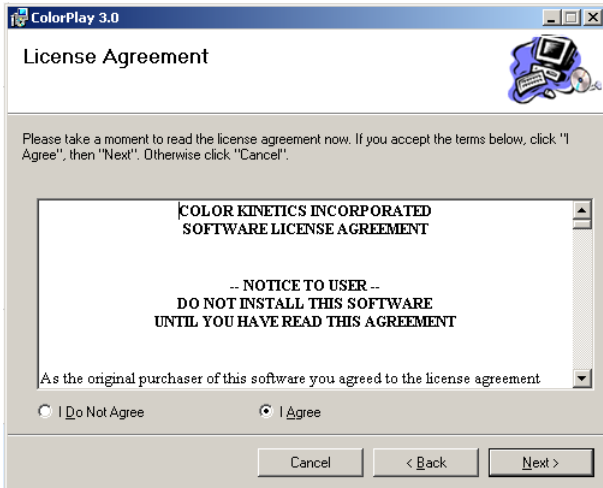 ColorPlay 3.0
License Agreement
Please take a moment to read the license agreement now. If you accept the terms below, click "I
Agree", then "Next". Otherwise click "Cancel".
COLOR KINETICS INCORPORATED
SOFTWARE LICENSE AGREEMENT
-- NOTICE TO USER --
DO NOT INSTALL THIS SOFTWARE
UNTIL YOU HAVE READ THIS AGREEMENT
As the original purchaser of this software you agreed to the license agreement
I Do Not Agree
I Agree
Cancel
< Back
Next >